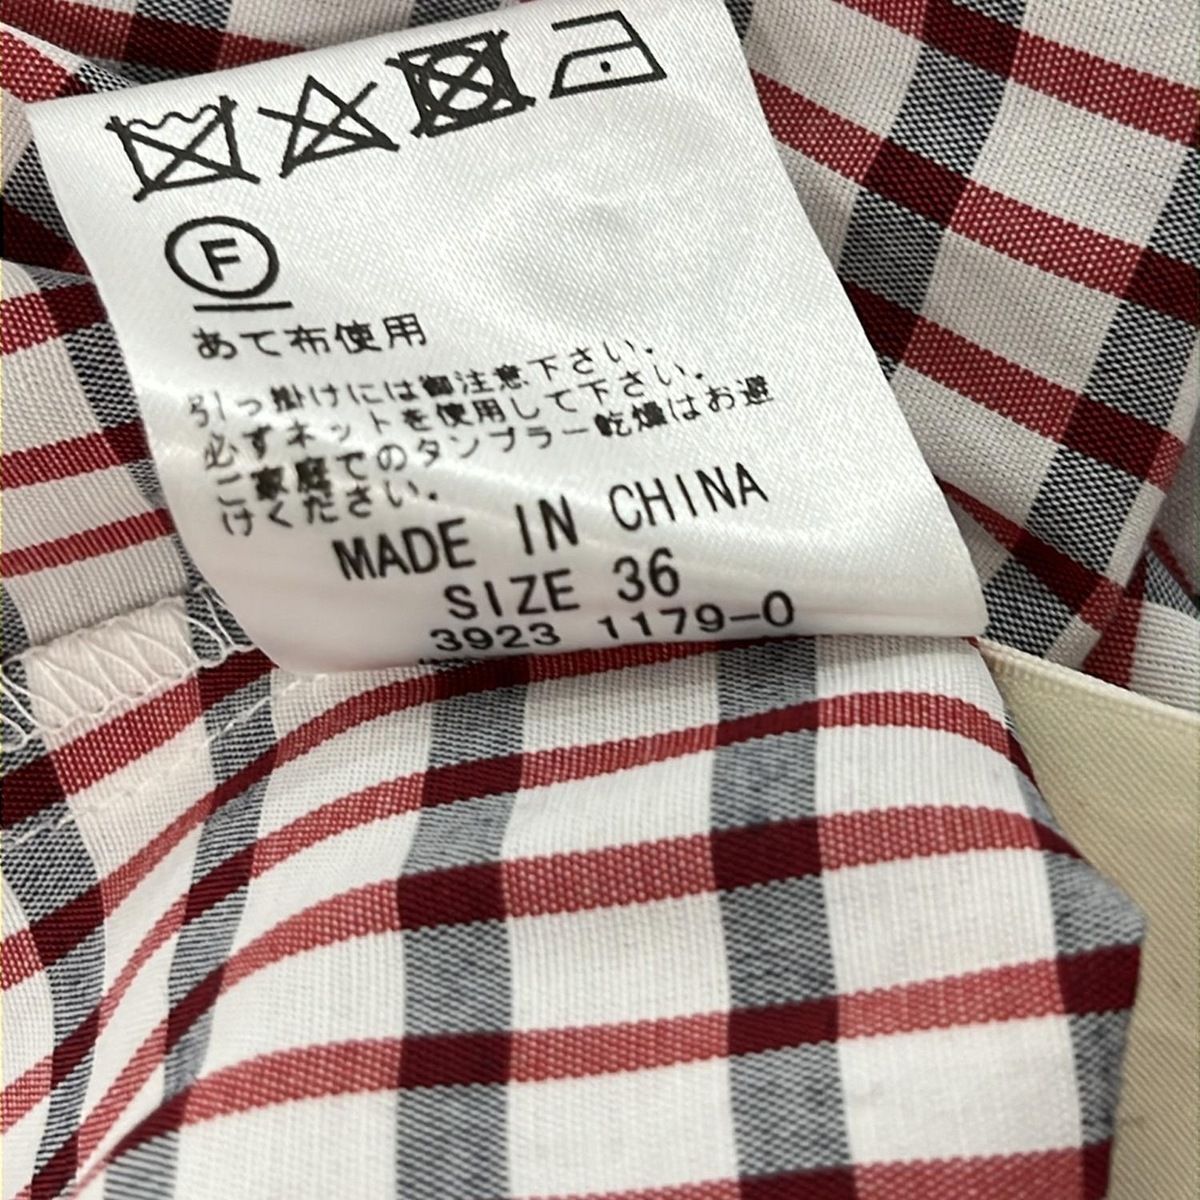 F
あて布使用
引っ掛けには御注意下さい.
必ずネットを使用して下さい.
ご家庭でのタンブラー乾燥はお避
けください.
MADE IN CHINA
SIZE 36
3923 1179-0